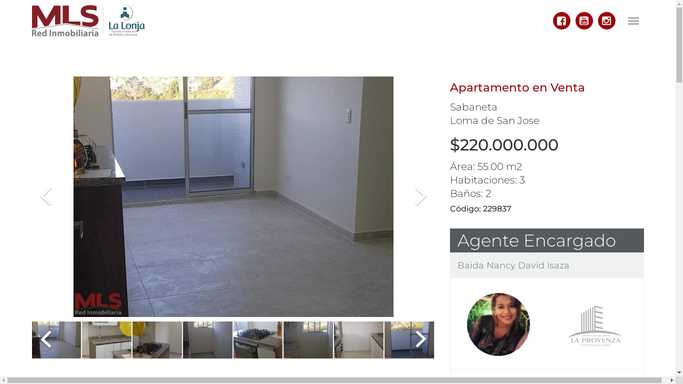 MLS
Red Inmobiliaria
La Lonja
Apartamento en Venta
Sabaneta
Loma de San Jose
$220.000.000
Área: 55.00 m2
Habitaciones: 3
Baños: 2
Código: 229837
MLS
Red Inmobiliaria
Agente Encargado
Baida Nancy David Isaza
LA PROVENZA